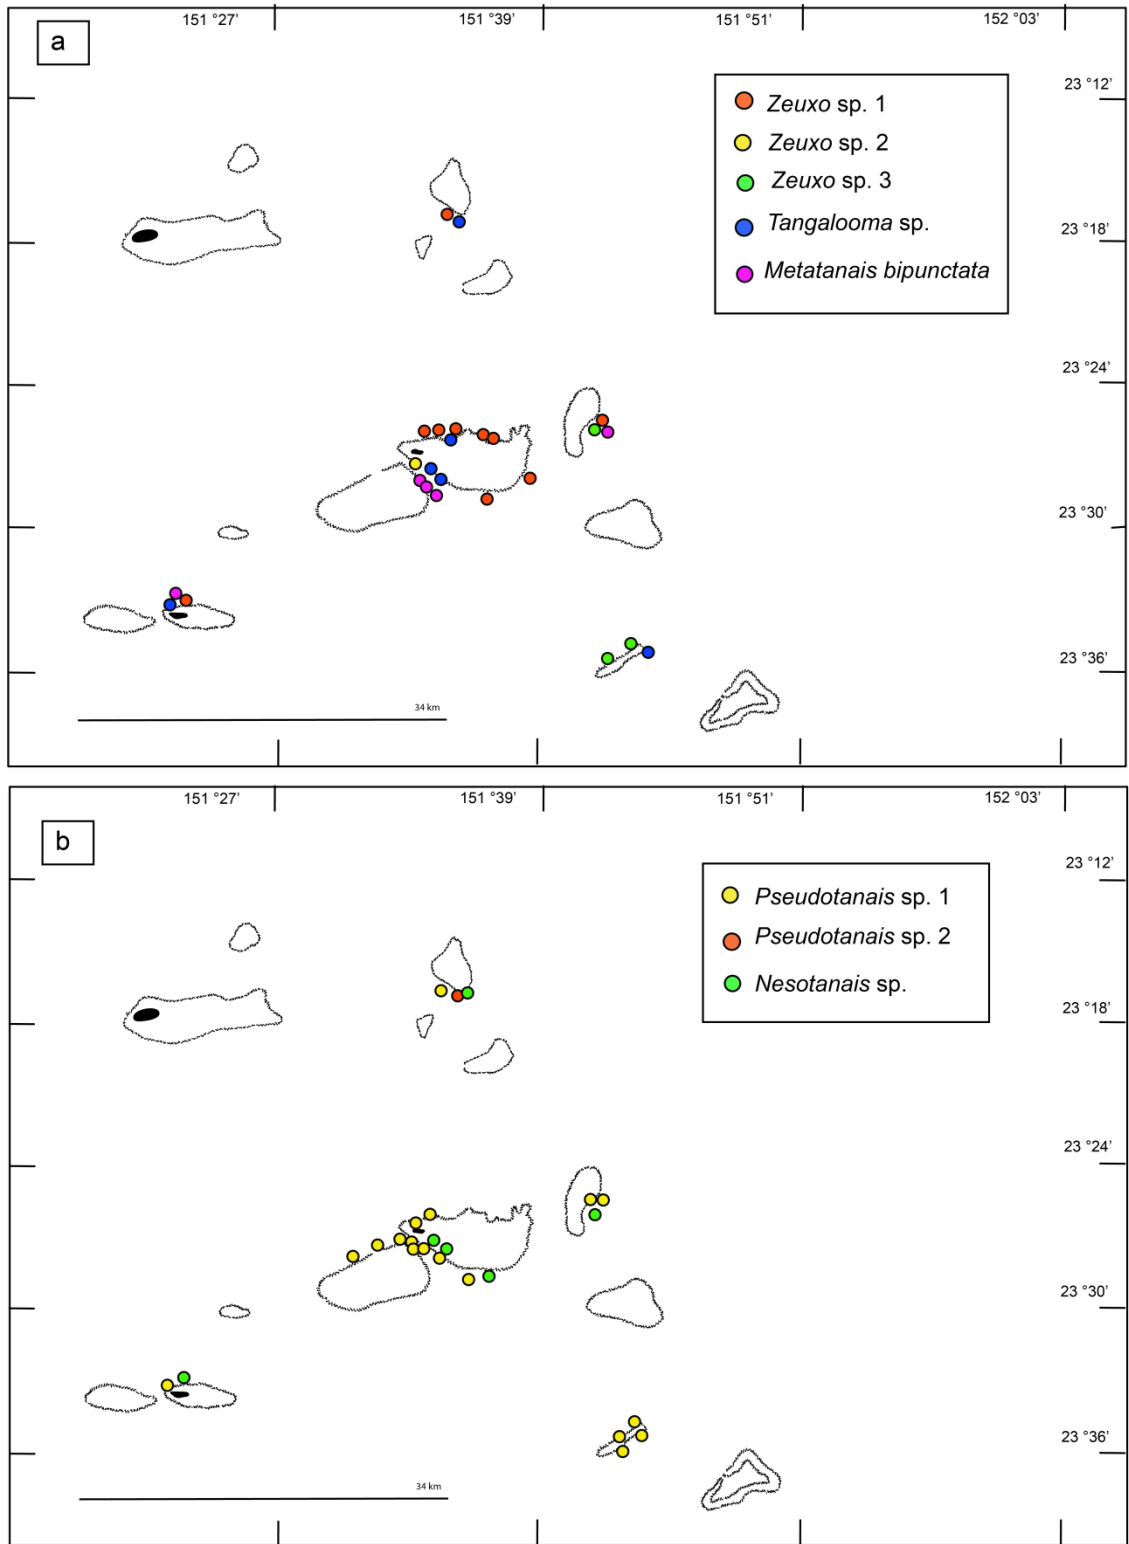 151 °27’ 151 °39’ 151 °51’ 152 °03’
a
23 °12’
Zeuxo sp. 1
Zeuxo sp. 2
Zeuxo sp. 3
Tangalooma sp.
Metatanais bipunctata
23 °18’
23 °24’
23 °30’
23 °36’
34 km
151 °27’ 151 °39’ 151 °51’ 152 °03’
b
23 °12’
Pseudotanais sp. 1
Pseudotanais sp. 2
Nesotanais sp.
23 °18’
23 °24’
23 °30’
23 °36’
34 km